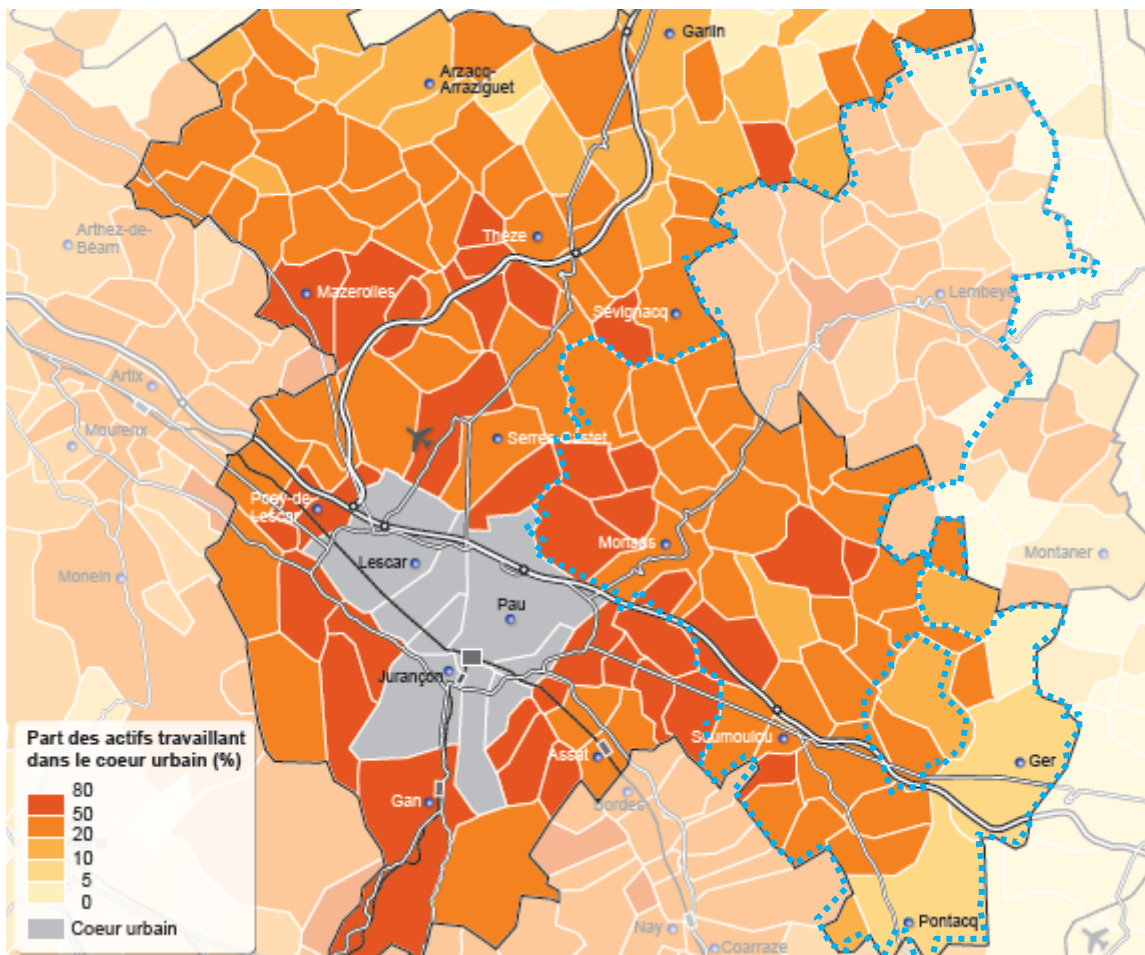 Garlin
Arzacq-
Arraziguet
Thèze
Arthez-de-
Béam
Mazerolles
Lembeye
Sévignacq
Artix
Mourenx
Serres-Castet
Poey-de-
Lescar
Morlaàs
Montaner
Lescar
Monein
Pau
Jurançon
Soumoulou
Assat
Ger
Bordes
Gan
Part des actifs travaillant
dans le coeur urbain (%)
80
50
20
10
5
0
Coeur urbain
Pontacq
Nay
Coarraze